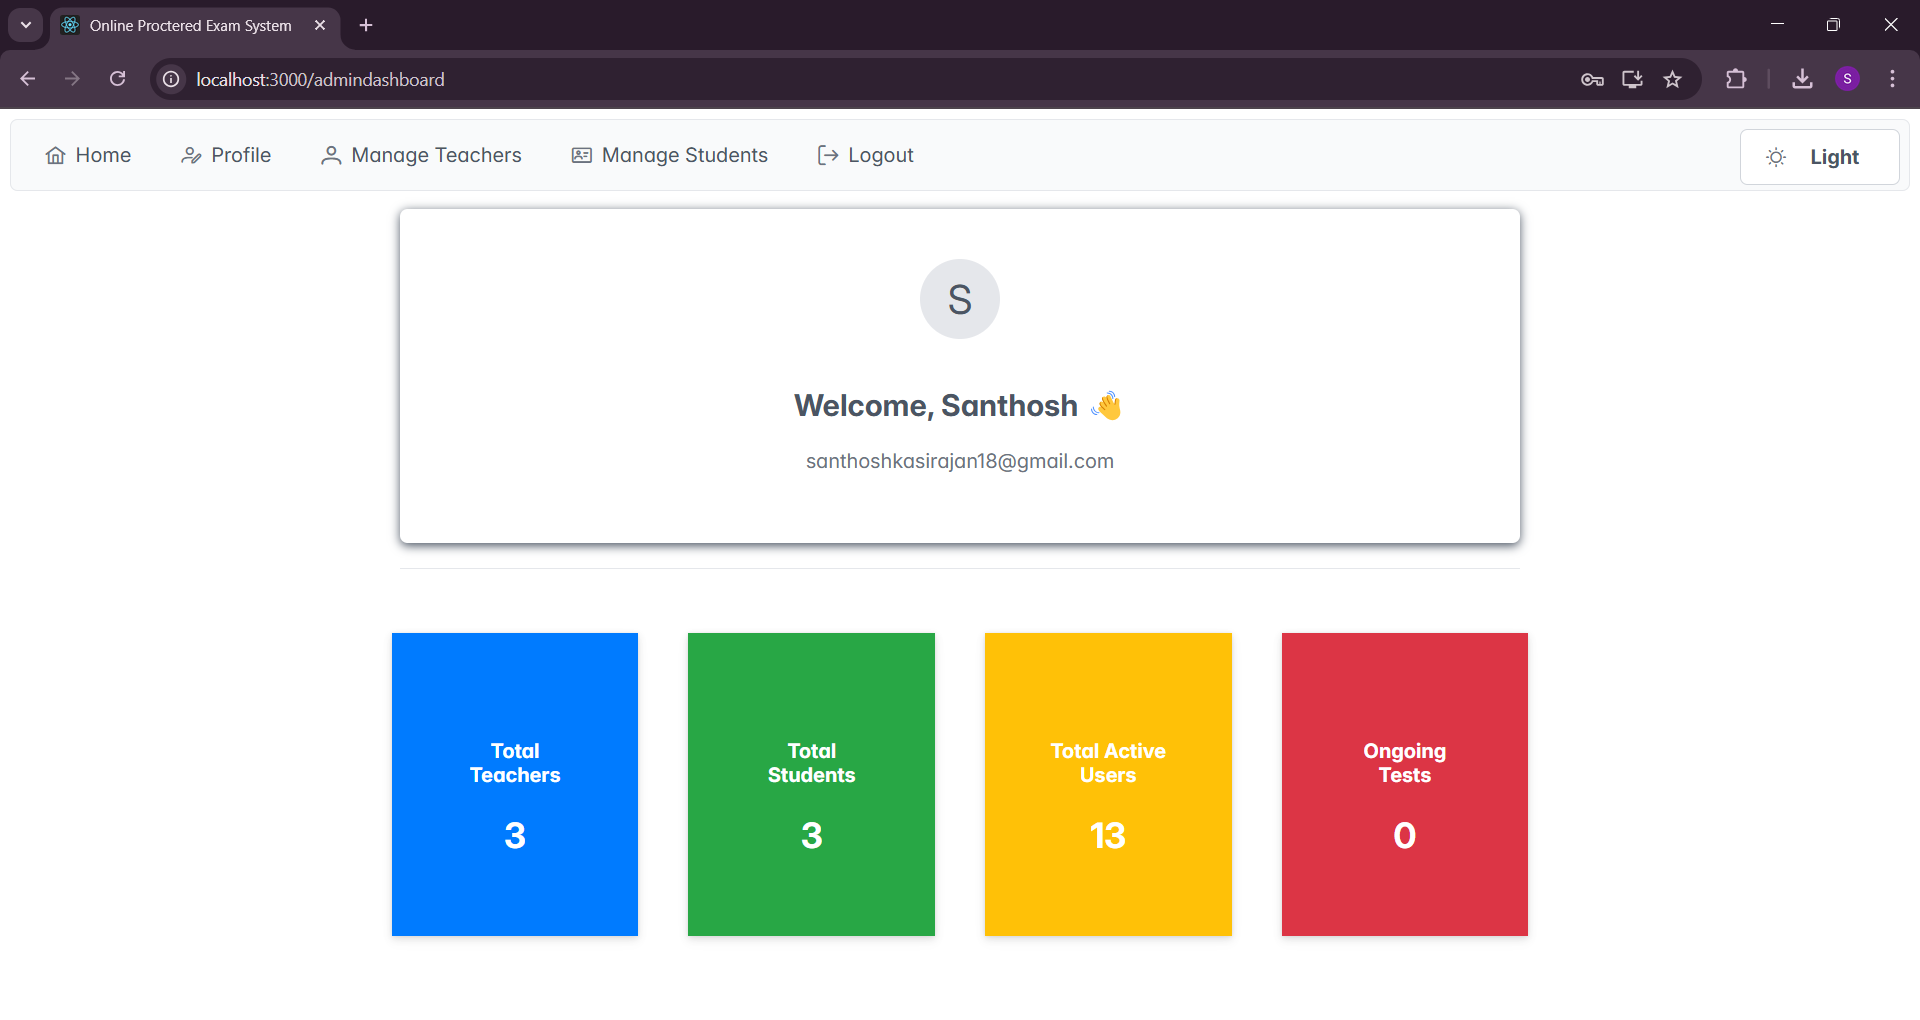 Online Proctered Exam System
localhost:3000/admindashboard
S
Home
Profile
Manage Teachers
Manage Students
Logout
Light
S
Welcome, Santhosh 👋
santhoshkasirajan18@gmail.com
Total
Teachers
3
Total
Students
3
Total Active
Users
13
Ongoing
Tests
0